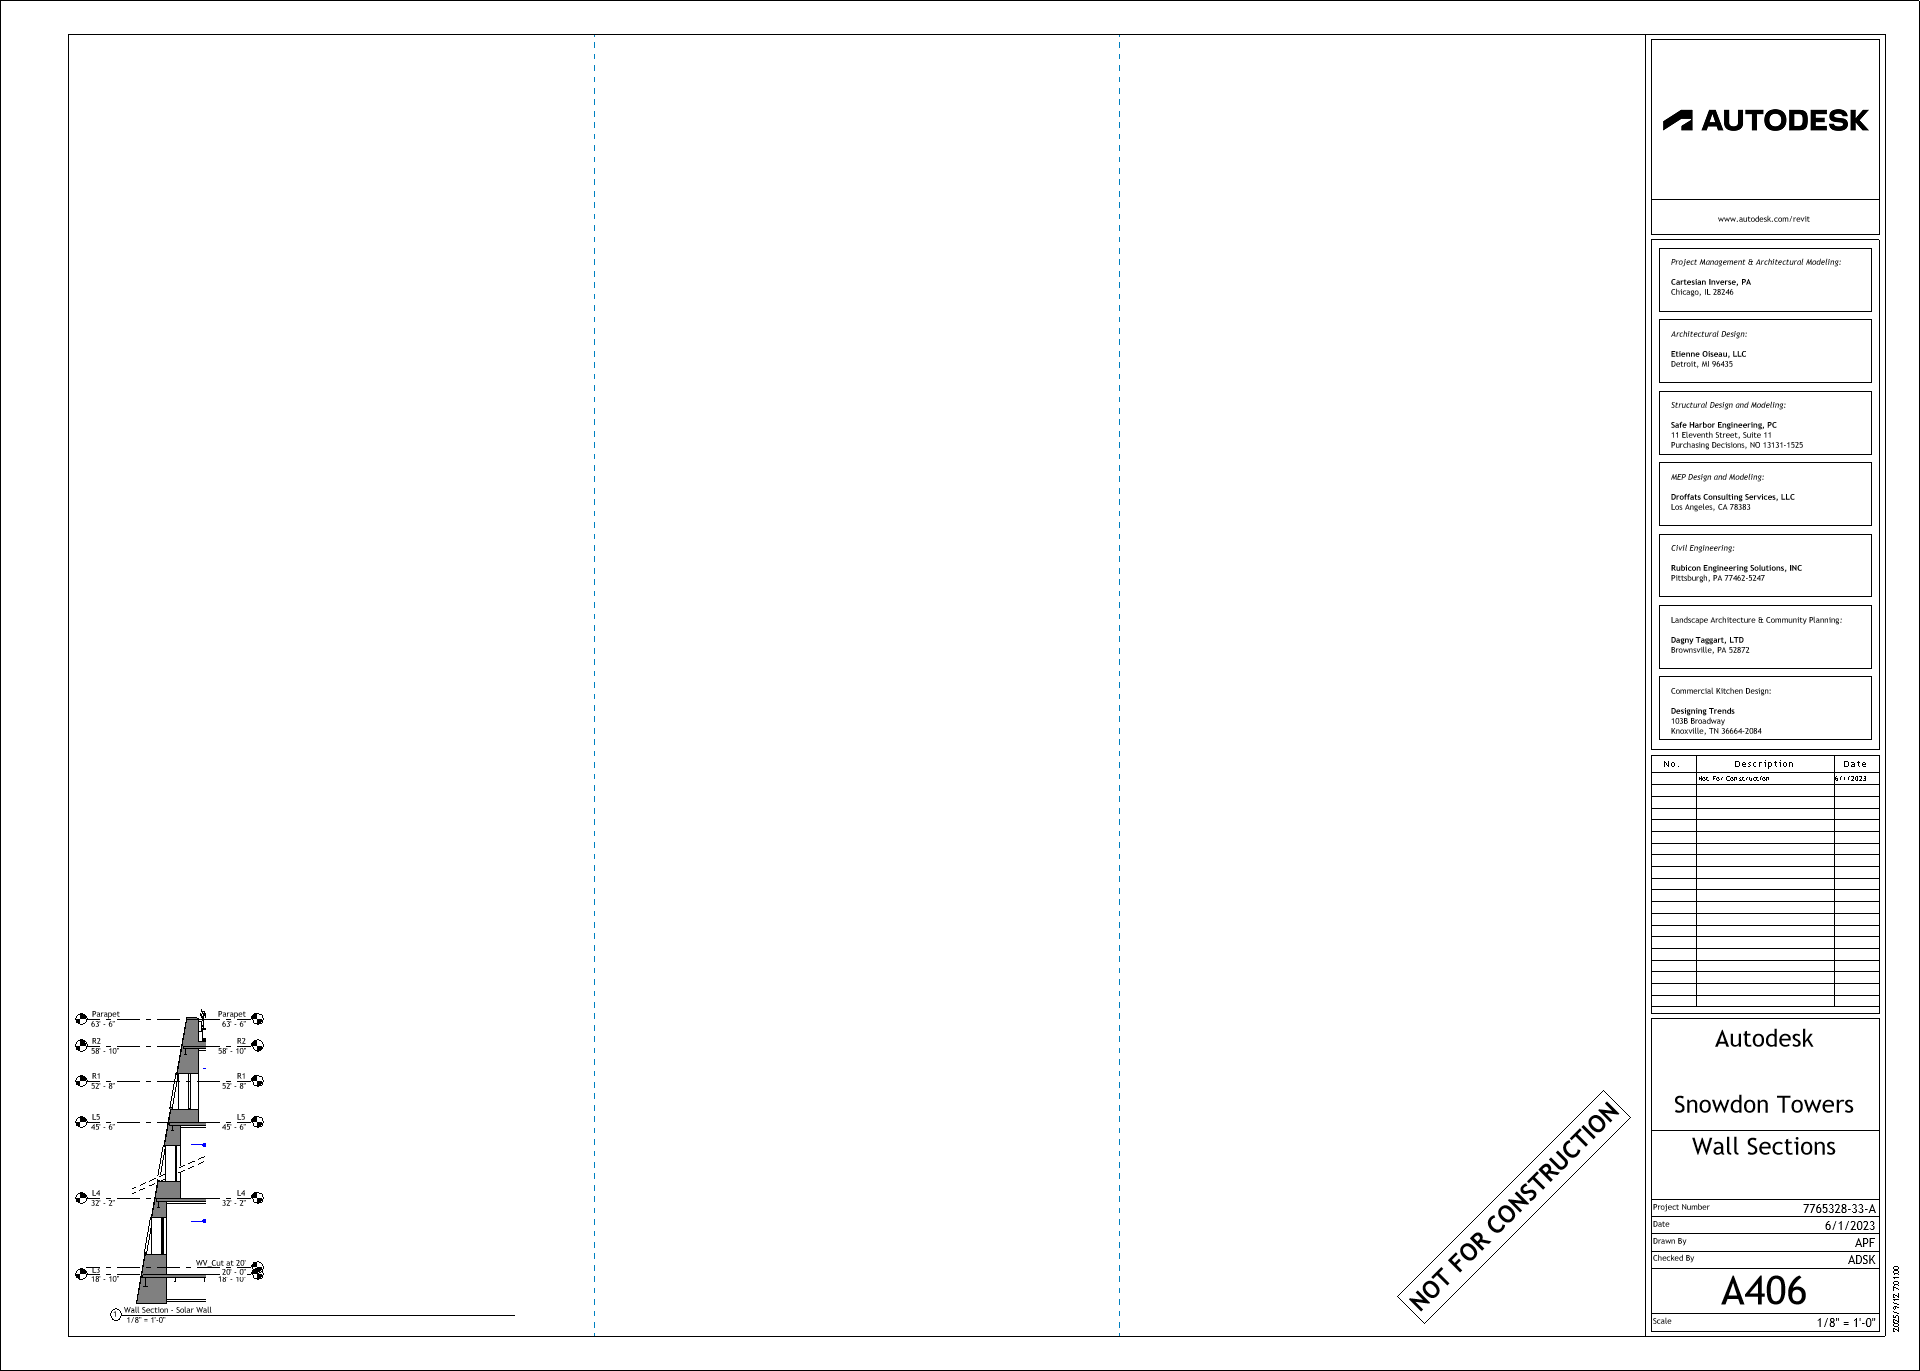 AUTODESK
www.autodesk.com/revit
Project Management & Architectural Modeling:
Cartesian Inverse, PA
Chicago, IL 28246
Architectural Design:
Etienne Oiseau, LLC
Detroit, MI 96435
Structural Design and Modeling:
Safe Harbor Engineering, PC
11 Eleventh Street, Suite 11
Purchasing Decisions, NO 13131-1525
MEP Design and Modeling:
Droffats Consulting Services, LLC
Los Angeles, CA 78383
Civil Engineering:
Rubicon Engineering Solutions, INC
Pittsburgh, PA 77462-5247
Landscape Architecture & Community Planning:
Dagny Taggart, LTD
Brownsville, PA 52872
Commercial Kitchen Design:
Designing Trends
103B Broadway
Knoxville, TN 36664-2084
No. Description Date
Not For Construction 6/1/2023
Parapet Parapet
63' - 6" 63' - 6"
R2 R2
58' - 10" 58' - 10"
R1 R1
52' - 8" 52' - 8"
L5 L5
45' - 6" 45' - 6"
L4 L4
32' - 2" 32' - 2"
WV_Cut at 20'
20' - 0"
L3
18' - 10" 18' - 10"
1 Wall Section - Solar Wall
1/8" = 1'-0"
NOT FOR CONSTRUCTION
Autodesk
Snowdon Towers
Wall Sections
Project Number 7765328-33-A
Date 6/1/2023
Drawn By APF
Checked By ADSK
A406
Scale 1/8" = 1'-0"
2025/9/12 7:01:00